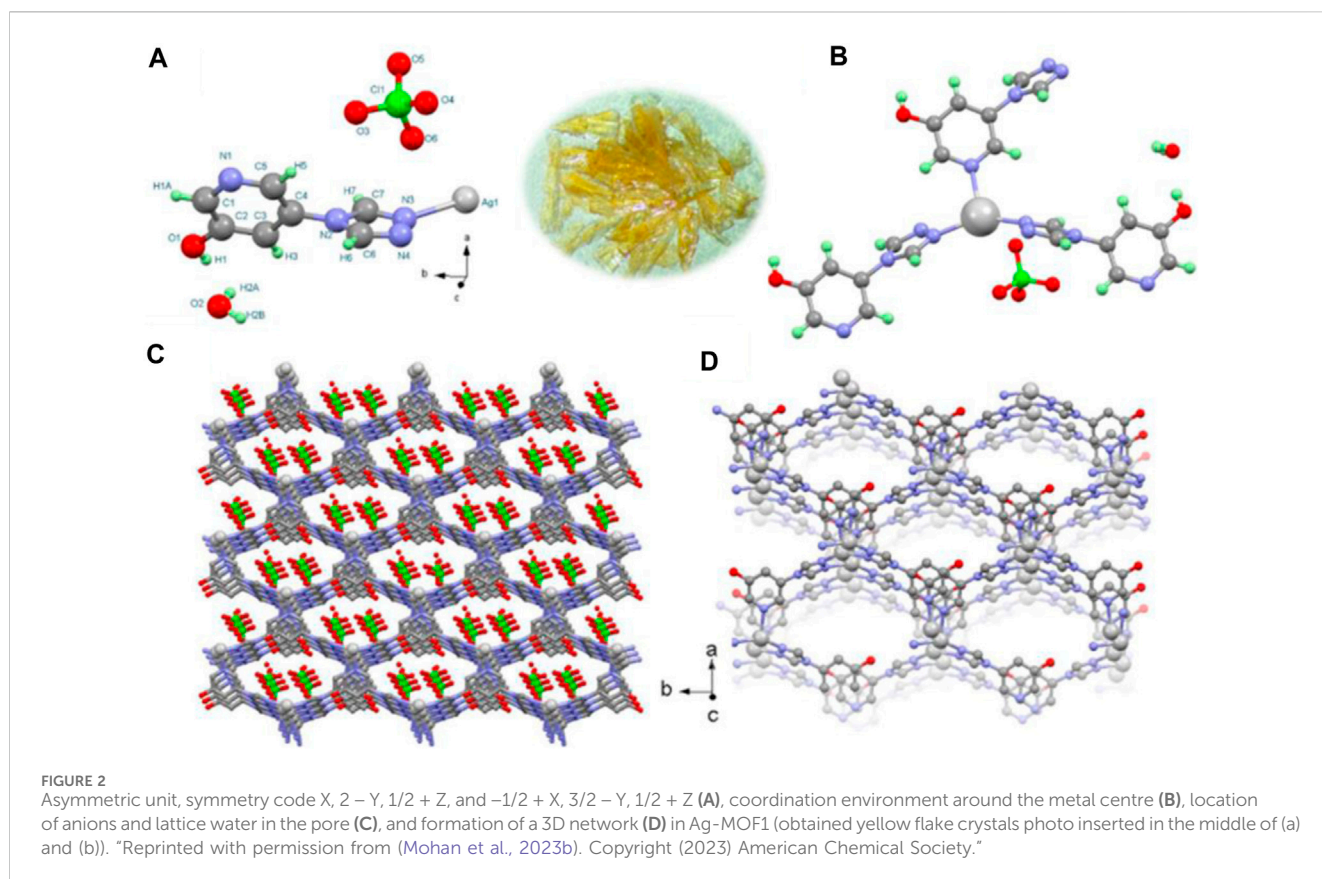 A
B
O5
Cl1
O4
O3
O6
N1
C5
H5
H1A
C1
C4
H7
C7
N3
C2
C3
Ag1
O1
N2
H1
H3
H6
C6
N4
H2A
O2
H2B
a
b
c
C
D
a
b
c
FIGURE 2
Asymmetric unit, symmetry code X, 2 – Y, 1/2 + Z, and –1/2 + X, 3/2 – Y, 1/2 + Z (A), coordination environment around the metal centre (B), location
of anions and lattice water in the pore (C), and formation of a 3D network (D) in Ag-MOF1 (obtained yellow flake crystals photo inserted in the middle of (a)
and (b)). “Reprinted with permission from (Mohan et al., 2023b). Copyright (2023) American Chemical Society.”